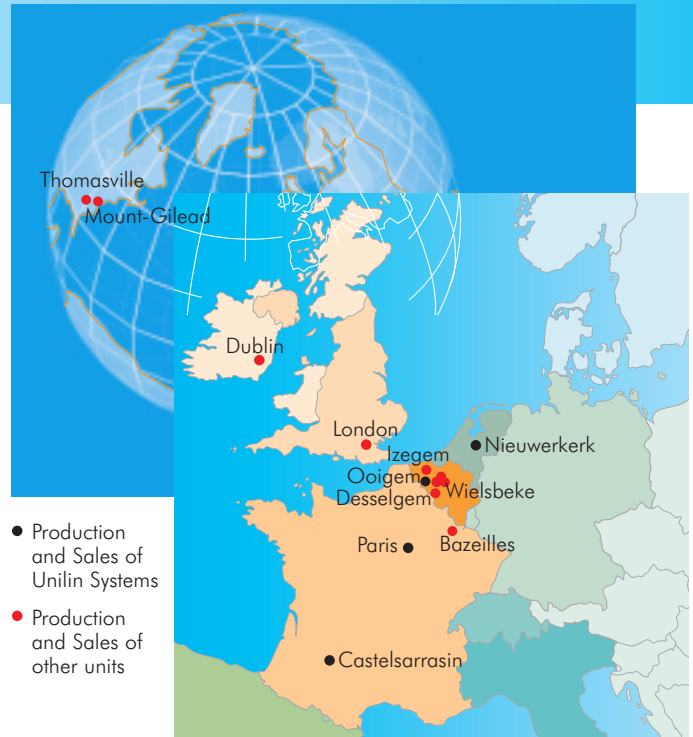 Thomasville
Mount-Gilead
Dublin
London
Izegem
Nieuwerkerk
Ooigem
Wielsbeke
Desselgem
Paris
Bazeilles
Castelsarrasin
Production
and Sales of
Unilin Systems
Production
and Sales of
other units